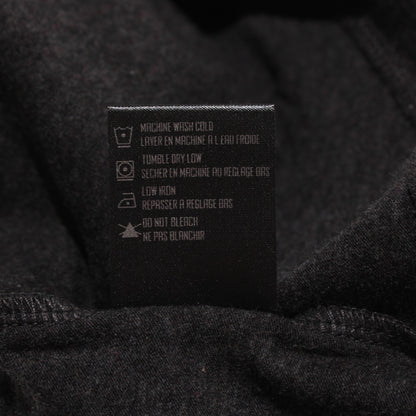 MACHINE WASH COLD
LAYER EN MACHINE A L EAU FROIDE
TUMBLE DRY LOW
SECHER EN MACHINE AU REGLAGE BAS
LOW IRON
REPASSER A REGLAGE BAS
DO NOT BLEACH
NE PAS BLANCHIR